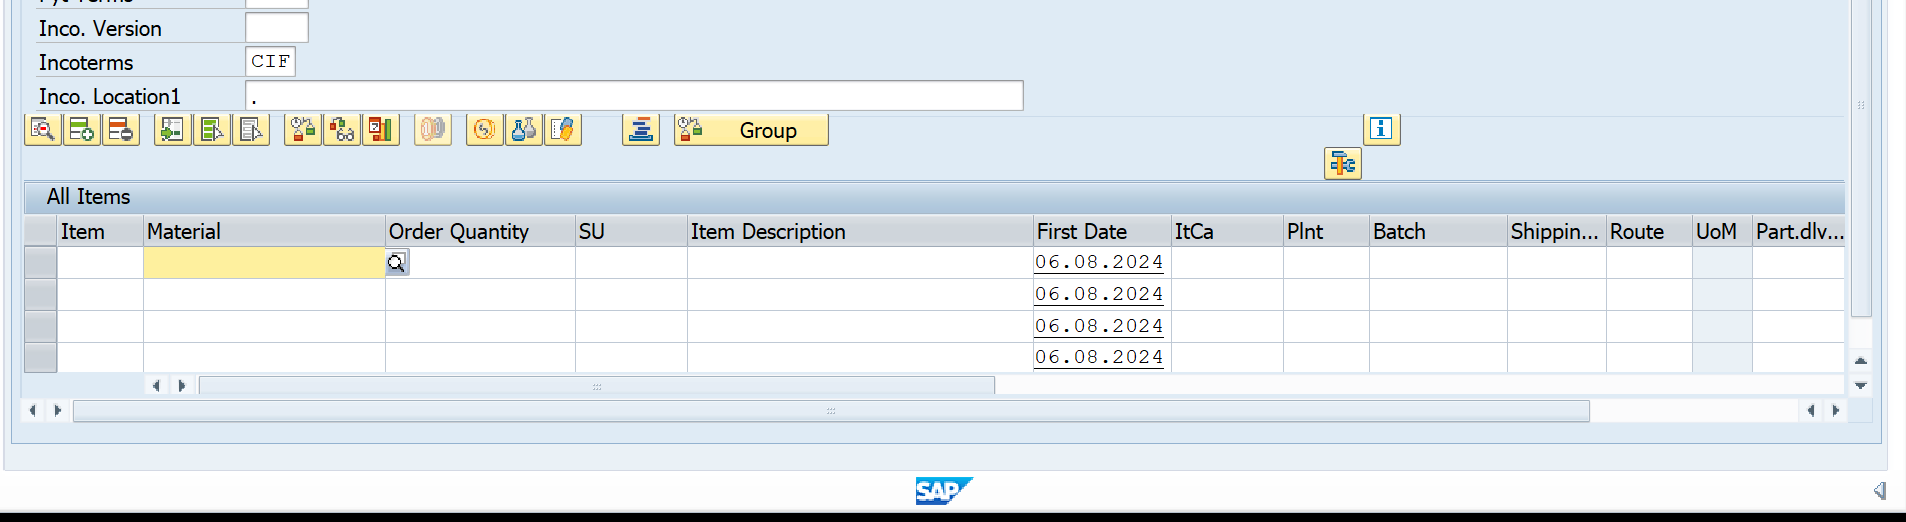 Pyt Terms
Inco. Version
Incoterms CIF
Inco. Location1 .
Group
All Items
Item Material Order Quantity SU Item Description First Date ItCa Plnt Batch Shippin... Route UoM Part.dlv...
06.08.2024
06.08.2024
06.08.2024
06.08.2024
SAP